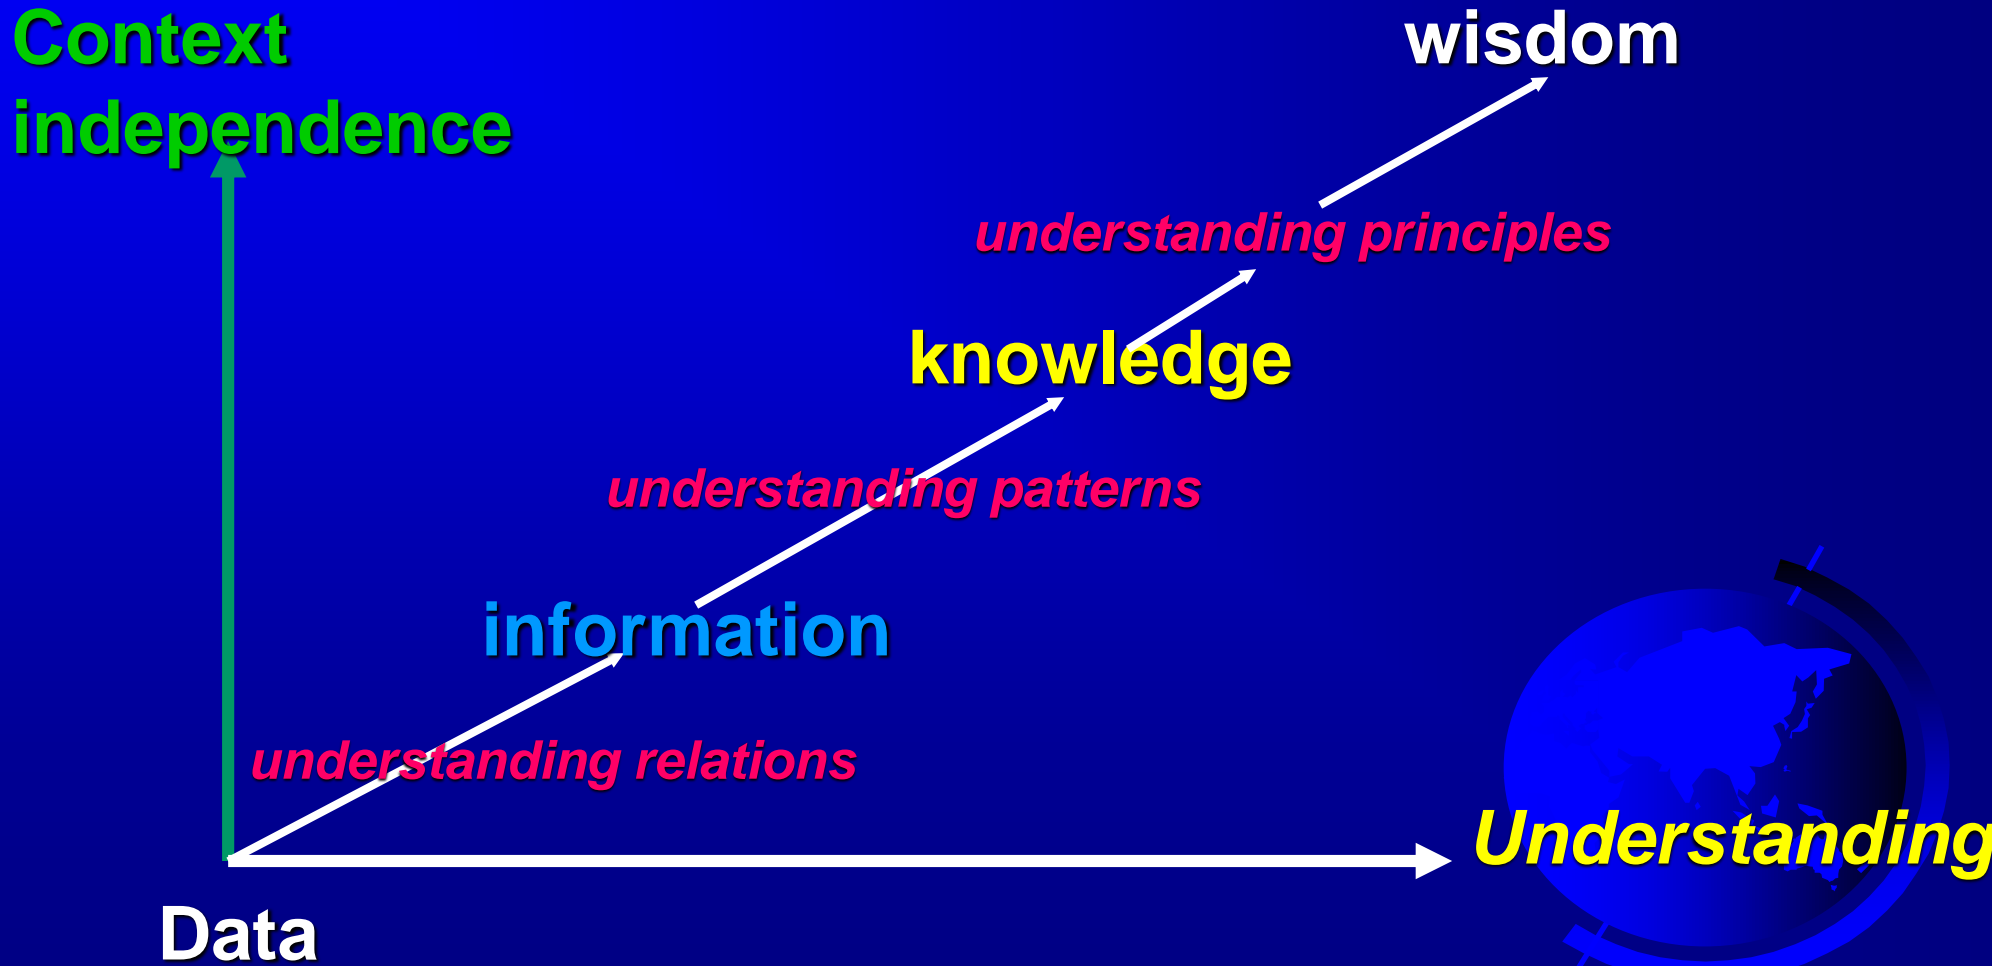 Context
independence
wisdom
understanding principles
knowledge
understanding patterns
information
understanding relations
Understanding
Data